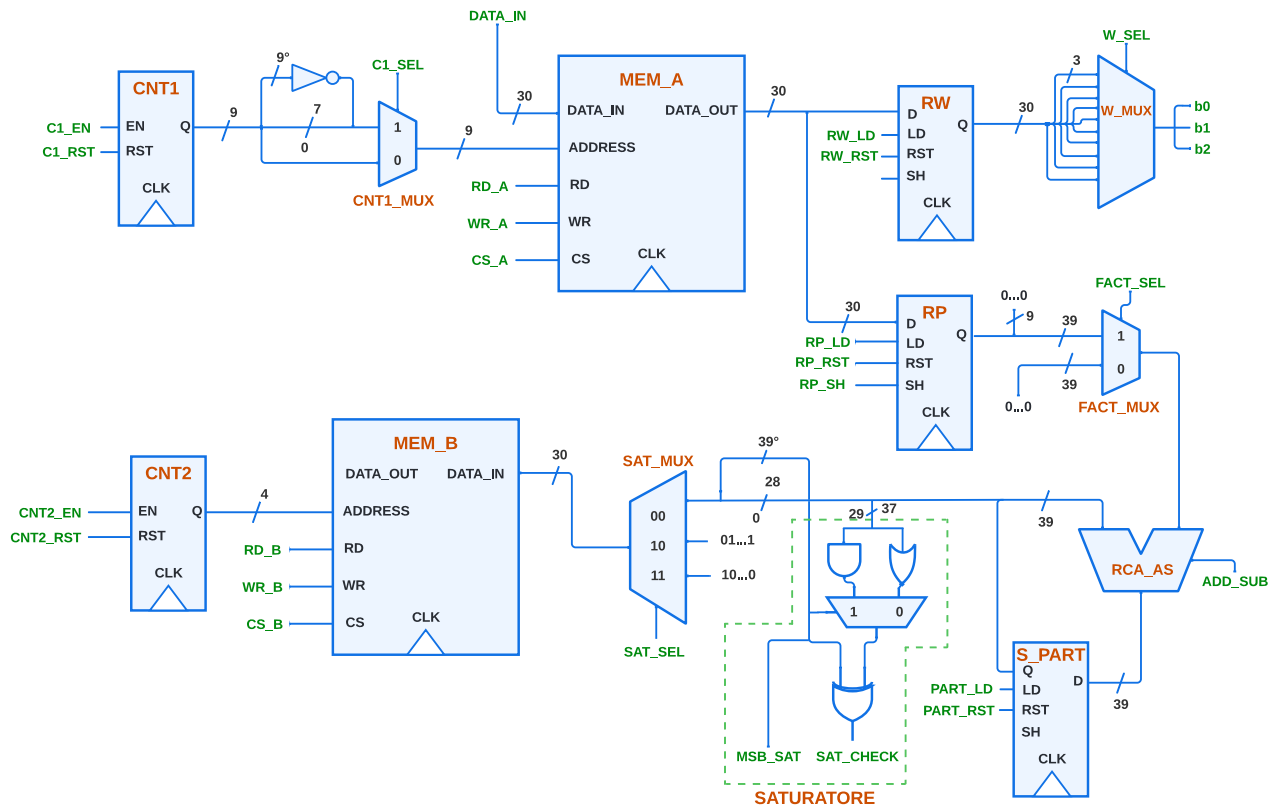 DATA_IN
CNT1
EN
Q
RST
CLK
C1_EN
C1_RST
9
9°
7
0
C1_SEL
1
0
CNT1_MUX
9
30
MEM_A
DATA_IN
DATA_OUT
ADDRESS
RD
WR
CS
CLK
RD_A
WR_A
CS_A
30
RW
D
LD
Q
RST
SH
CLK
RW_LD
RW_RST
30
W_SEL
3
W_MUX
b0
b1
b2
30
RP
D
Q
LD
RST
SH
CLK
RP_LD
RP_RST
RP_SH
0...0
9
39
39
0...0
FACT_SEL
1
0
FACT_MUX
CNT2
EN
Q
RST
CLK
CNT2_EN
CNT2_RST
4
MEM_B
DATA_OUT
DATA_IN
ADDRESS
RD
WR
CS
CLK
RD_B
WR_B
CS_B
30
SAT_MUX
00
10
11
01...1
10...0
SAT_SEL
39°
28
0
29
37
1
0
MSB_SAT
SAT_CHECK
SATURATORE
39
RCA_AS
ADD_SUB
S_PART
Q
D
LD
RST
SH
CLK
PART_LD
PART_RST
39